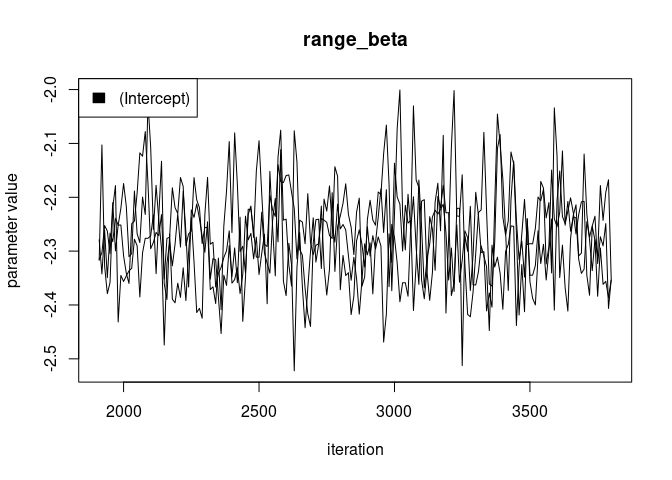 range_beta
(Intercept)
parameter value
-2.0
-2.1
-2.2
-2.3
-2.4
-2.5
2000 2500 3000 3500
iteration